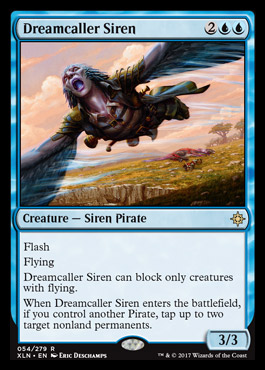 Dreamcaller Siren 2
Creature — Siren Pirate
Flash
Flying
Dreamcaller Siren can block only creatures
with flying.
When Dreamcaller Siren enters the battlefield,
if you control another Pirate, tap up to two
target nonland permanents.
3/3
054/279 R
XLN • EN Eric Deschamps
™ & © 2017 Wizards of the Coast